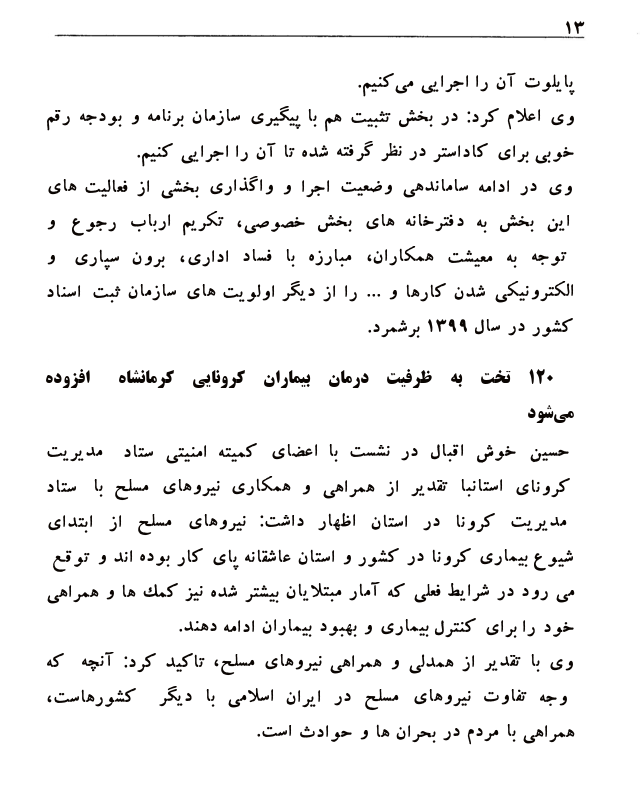 ۱۳
پایلوت آن را اجرایی می‌کنیم.
وی اعلام کرد: در بخش تثبیت هم با پیگیری سازمان برنامه و بودجه رقم
خوبی برای کاداستر در نظر گرفته شده تا آن را اجرایی کنیم.
وی در ادامه ساماندهی وضعیت اجرا و واگذاری بخشی از فعالیت های
این بخش به دفترخانه های بخش خصوصی، تکریم ارباب رجوع و
توجه به معیشت همکاران، مبارزه با فساد اداری، برون سپاری و
الکترونیکی شدن کارها و ... را از دیگر اولویت های سازمان ثبت اسناد
کشور در سال ۱۳۹۹ برشمرد.
۱۲۰ تخت به ظرفیت درمان بیماران کرونایی کرمانشاه افزوده
می‌شود
حسین خوش اقبال در نشست با اعضای کمیته امنیتی ستاد مدیریت
کرونای استانبا تقدیر از همراهی و همکاری نیروهای مسلح با ستاد
مدیریت کرونا در استان اظهار داشت: نیروهای مسلح از ابتدای
شیوع بیماری کرونا در کشور و استان عاشقانه پای کار بوده اند و توقع
می رود در شرایط فعلی که آمار مبتلایان بیشتر شده نیز کمك ها و همراهی
خود را برای کنترل بیماری و بهبود بیماران ادامه دهند.
وی با تقدیر از همدلی و همراهی نیروهای مسلح، تاکید کرد: آنچه که
وجه تفاوت نیروهای مسلح در ایران اسلامی با دیگر کشورهاست،
همراهی با مردم در بحران ها و حوادث است.